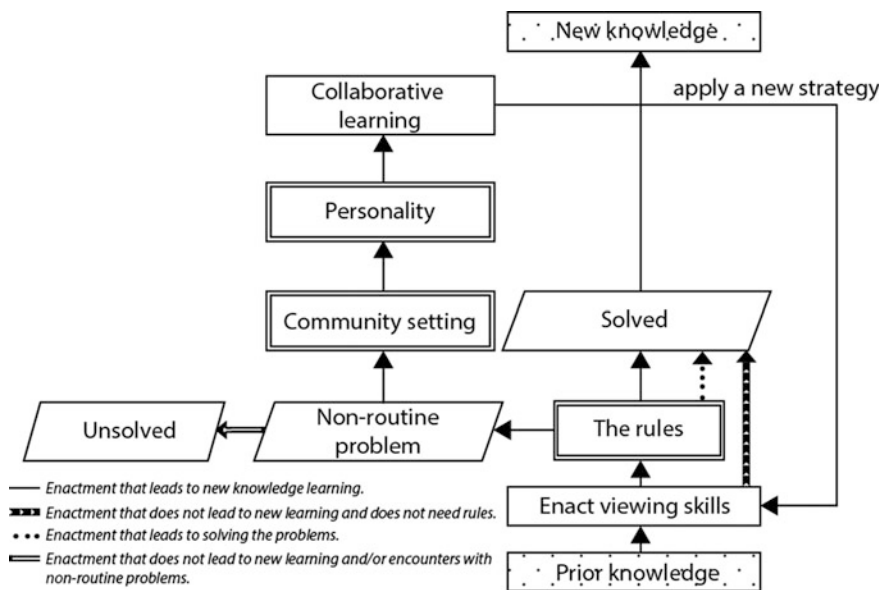 New knowledge
Collaborative
learning
apply a new strategy
Personality
Community setting
Solved
Unsolved
Non-routine
problem
The rules
Enactment that leads to new knowledge learning.
Enactment that does not lead to new learning and does not need rules.
Enact viewing skills
Enactment that leads to solving the problems.
Enactment that does not lead to new learning and/or encounters with
non-routine problems.
Prior knowledge